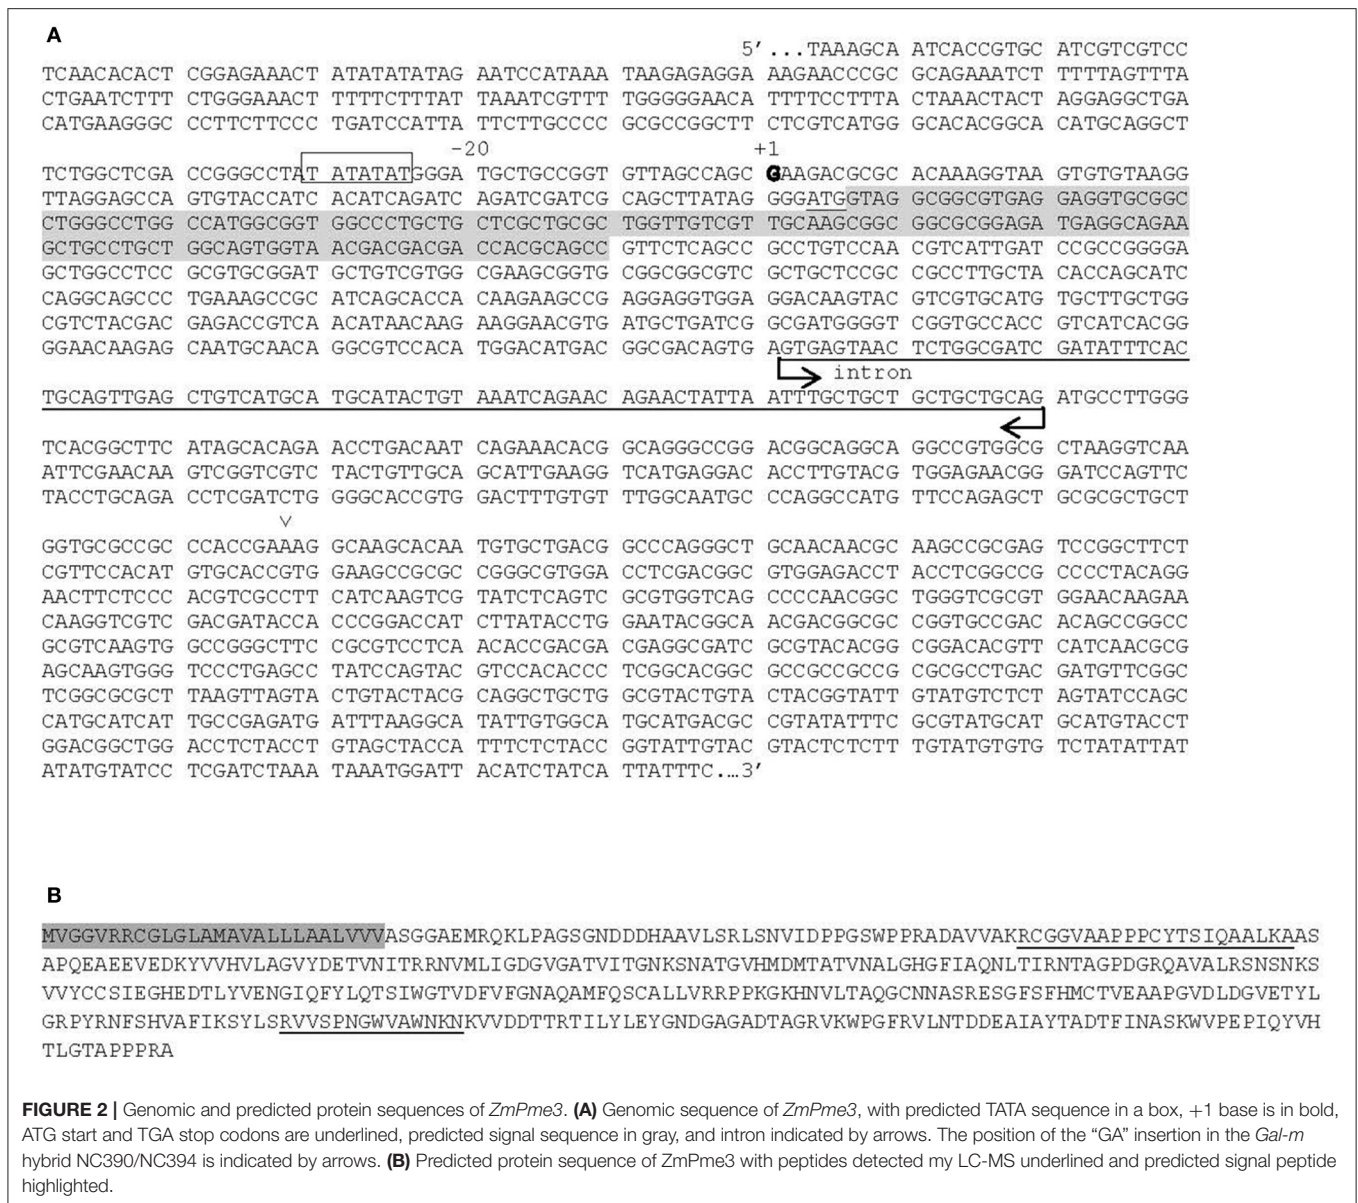 A
5’ ...TAAAGCA ATCACCGTGC ATCGTCGTCC
TCAACACACT CGGAGAAACT ATATATATAG AATCCATAAA TAAGAGAGGA AAGAACCCGC GCAGAAATCT TTTTAGTTTA
CTGAATCTTT CTGGGAAACT TTTTCTTTAT TAAATCGTTT TGGGGGAACA TTTTCCTTTA CTAAACTACT AGGAGGCTGA
CATGAAGGGC CCTTCTTCCC TGATCCATTA TTCTTGCCCC GCGCCGGCTT CTCGTCATGG GCACACGGCA CATGCAGGCT
-20 +1
TCTGGCTCGA CCGGGCCTAT ATATATGGGA TGCTGCCGGT GTTAGCCAGC GAAGACGCGC ACAAAGGTAA GTGTGTAAGG
TTAGGAGCCA GTGTACCATC ACATCAGATC AGATCGATCG CAGCTTATAG GGGATGGTAG GCGGCGTGAG GAGGTGCGGC
CTGGGCCTGG CCATGGCGGT GGCCCTGCTG CTCGCTGCGC TGGTTGTCGT TGCAAGCGGC GGCGCGGAGA TGAGGCAGAA
GCTGCCTGCT GGCAGTGGTA ACGACGACGA CCACGCAGCC GTTCTCAGCC GCCTGTCCAA CGTCATTGAT CCGCCGGGGA
GCTGGCCTCC GCGTGCGGAT GCTGTCGTGG CGAAGCGGTG CGGCGGCGTC GCTGCTCCGC CGCCTTGCTA CACCAGCATC
CAGGCAGCCC TGAAAGCCGC ATCAGCACCA CAAGAAGCCG AGGAGGTGGA GGACAAGTAC GTCGTGCATG TGCTTGCTGG
CGTCTACGAC GAGACCGTCA ACATAACAAG AAGGAACGTG ATGCTGATCG GCGATGGGGT CGGTGCCACC GTCATCACGG
GGAACAAGAG CAATGCAACA GGCGTCCACA TGGACATGAC GGCGACAGTG AGTGAGTAAC TCTGGCGATC GATATTTCAC
intron
TGCAGTTGAG CTGTCATGCA TGCATACTGT AAATCAGAAC AGAACTATTA ATTTGCTGCT GCTGCTGCAG ATGCCTTGGG
TCACGGCTTC ATAGCACAGA ACCTGACAAT CAGAAACACG GCAGGGCCGG ACGGCAGGCA GGCCGTGGCG CTAAGGTCAA
ATTCGAACAA GTCGGTCGTC TACTGTTGCA GCATTGAAGG TCATGAGGAC ACCTTGTACG TGGAGAACGG GATCCAGTTC
TACCTGCAGA CCTCGATCTG GGGCACCGTG GACTTTGTGT TTGGCAATGC CCAGGCCATG TTCCAGAGCT GCGCGCTGCT
GGTGCGCCGC CCACCGAAAG GCAAGCACAA TGTGCTGACG GCCCAGGGCT GCAACAACGC AAGCCGCGAG TCCGGCTTCT
CGTTCCACAT GTGCACCGTG GAAGCCGCGC CGGGCGTGGA CCTCGACGGC GTGGAGACCT ACCTCGGCCG CCCCTACAGG
AACTTCTCCC ACGTCGCCTT CATCAAGTCG TATCTCAGTC GCGTGGTCAG CCCCAACGGC TGGGTCGCGT GGAACAAGAA
CAAGGTCGTC GACGATACCA CCCGGACCAT CTTATACCTG GAATACGGCA ACGACGGCGC CGGTGCCGAC ACAGCCGGCC
GCGTCAAGTG GCCGGGCTTC CGCGTCCTCA ACACCGACGA CGAGGCGATC GCGTACACGG CGGACACGTT CATCAACGCG
AGCAAGTGGG TCCCTGAGCC TATCCAGTAC GTCCACACCC TCGGCACGGC GCCGCCGCCG CGCGCCTGAC GATGTTCGGC
TCGGCGCGCT TAAGTTAGTA CTGTACTACG CAGGCTGCTG GCGTACTGTA CTACGGTATT GTATGTCTCT AGTATCCAGC
CATGCATCAT TGCCGAGATG ATTTAAGGCA TATTGTGGCA TGCATGACGC CGTATATTTC GCGTATGCAT GCATGTACCT
GGACGGCTGG ACCTCTACCT GTAGCTACCA TTTCTCTACC GGTATTGTAC GTACTCTCTT TGTATGTGTG TCTATATTAT
ATATGTATCC TCGATCTAAA TAAATGGATT ACATCTATCA TTATTTC....3’
B
MVGGVRRCGLGLAMAVALLLAALVVVASGGAEMRQKLPAGSGNDDDHAAVLSRLSNVIDPPGSWPPRADAVVAKRCGGVAAPPPCYTSIQAALKAAS
APQEAEEVEDKYVVHVLAGVYDETVNITRRNVMLIGDGVGATVITGNKSNATGVHMDMTATVNALGHGFIAQNLTIRNTAGPDGRQAVALRSNSNKS
VVYCCSIEGHEDTLYVENGIQFYLQTSIWGTVDFVFGNAQAMFQSCALLVRRPPKGKHNVLTAQGCNNASRESGFSFHMCTVEAAPGVDLDGVETYL
GRPYRNFSHVAFIKSYLSRVVSPNGWVAWNKNKVVDDTTRTILYLEYGNDGAGADTAGRVKWPGFRVLNTDDEAIAYTADTFINASKWVPEPIQYVH
TLGTAPPPRA
FIGURE 2 | Genomic and predicted protein sequences of ZmPme3. (A) Genomic sequence of ZmPme3, with predicted TATA sequence in a box, +1 base is in bold,
ATG start and TGA stop codons are underlined, predicted signal sequence in gray, and intron indicated by arrows. The position of the “GA” insertion in the Gal-m
hybrid NC390/NC394 is indicated by arrows. (B) Predicted protein sequence of ZmPme3 with peptides detected my LC-MS underlined and predicted signal peptide
highlighted.